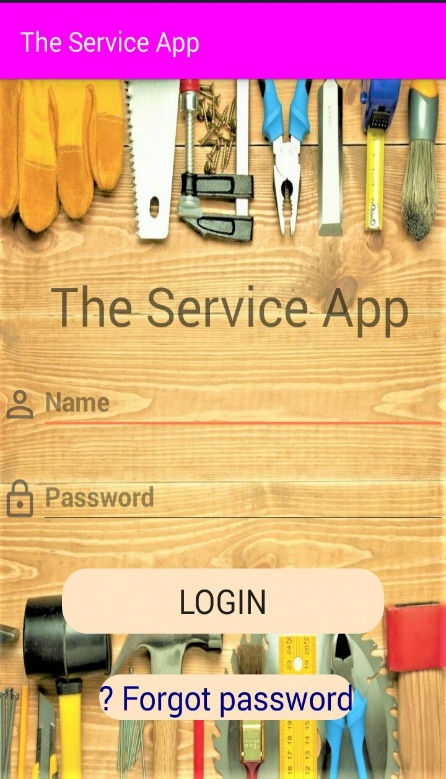 The Service App
The Service App
Name
Password
LOGIN
? Forgot password